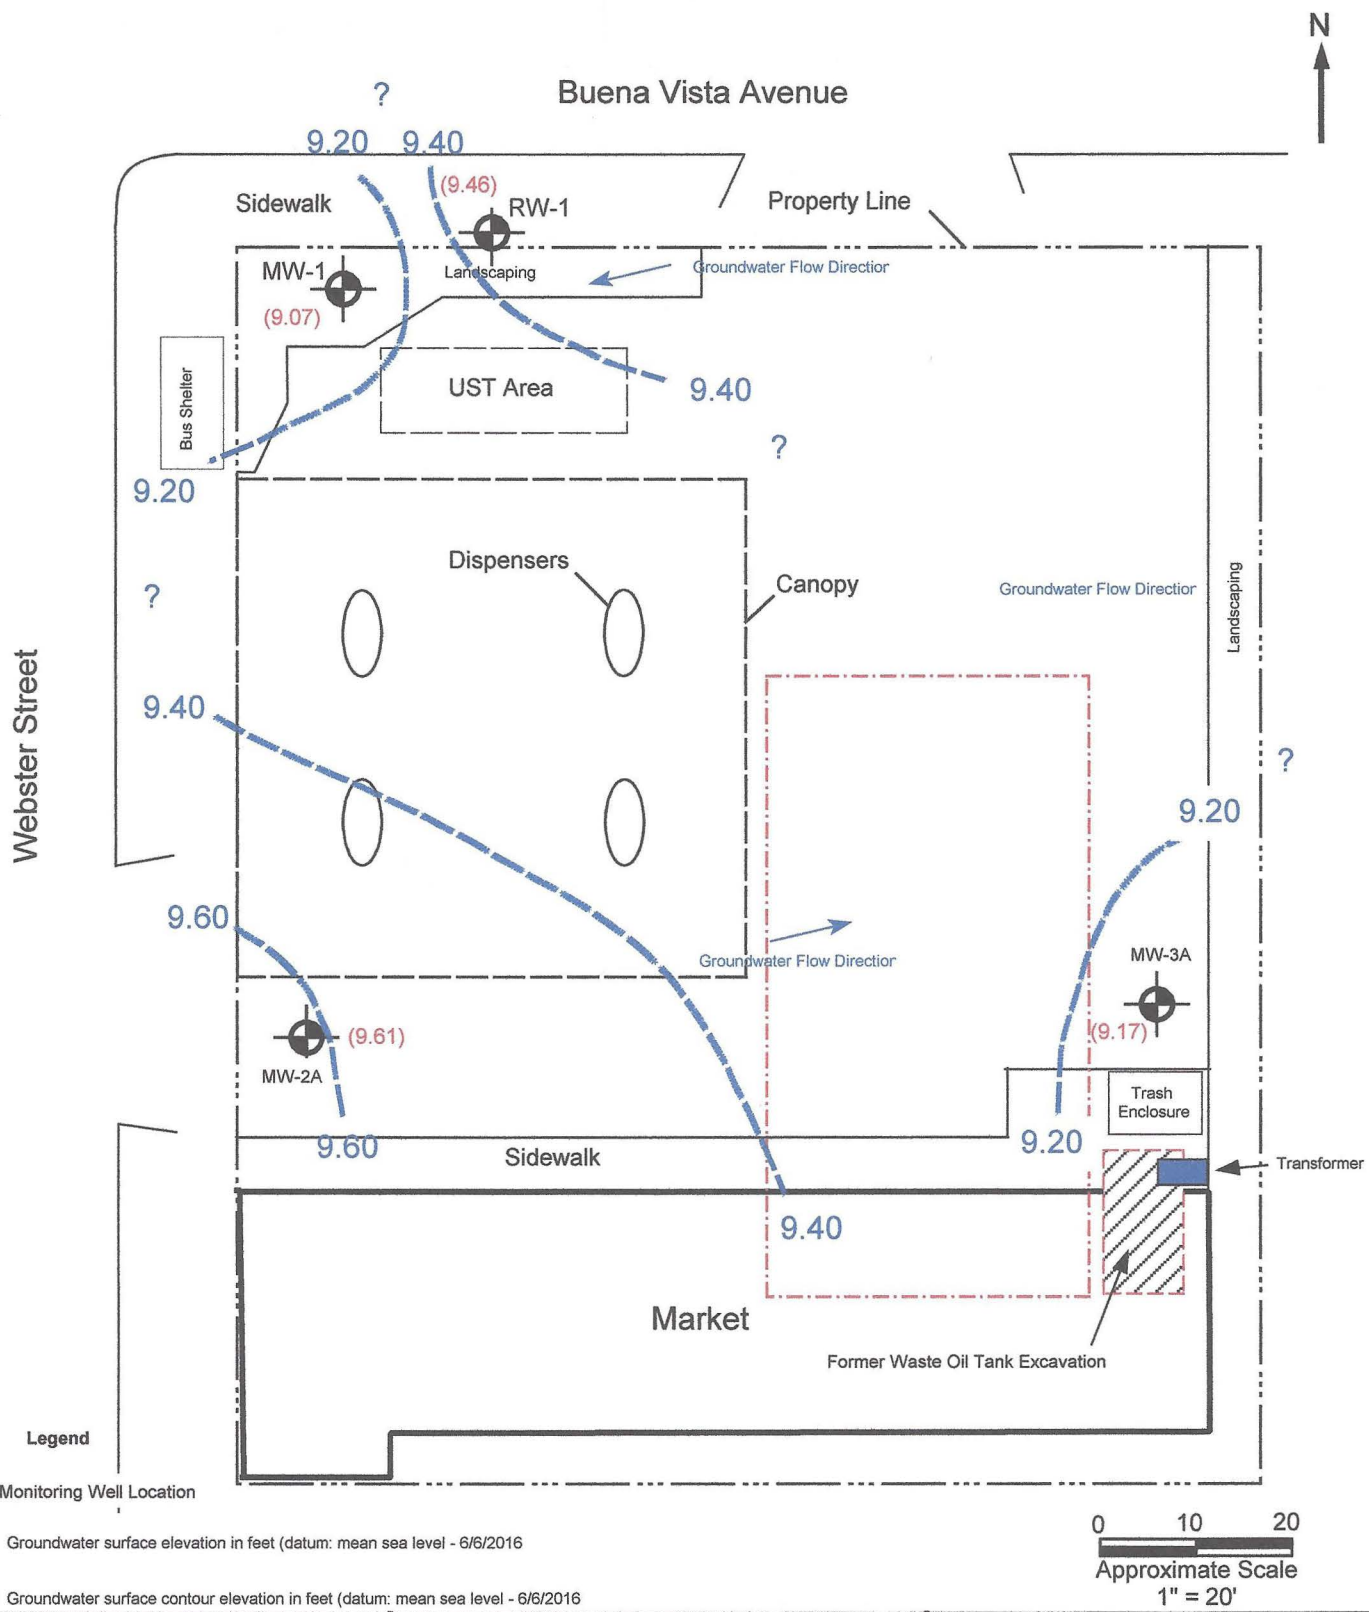 N
?
Buena Vista Avenue
9.20
9.40
(9.46)
Sidewalk
RW-1
Property Line
MW-1
Landscaping
Groundwater Flow Direction
(9.07)
Bus Shelter
UST Area
9.40
?
9.20
Dispensers
Canopy
Groundwater Flow Direction
Landscaping
?
Webster Street
9.40
?
9.20
9.60
Groundwater Flow Direction
MW-3A
(9.61)
(9.17)
MW-2A
Trash
Enclosure
9.60
Sidewalk
9.20
Transformer
9.40
Market
Former Waste Oil Tank Excavation
Legend
Monitoring Well Location
Groundwater surface elevation in feet (datum: mean sea level - 6/6/2016
Groundwater surface contour elevation in feet (datum: mean sea level - 6/6/2016
0 10 20
Approximate Scale
1" = 20'